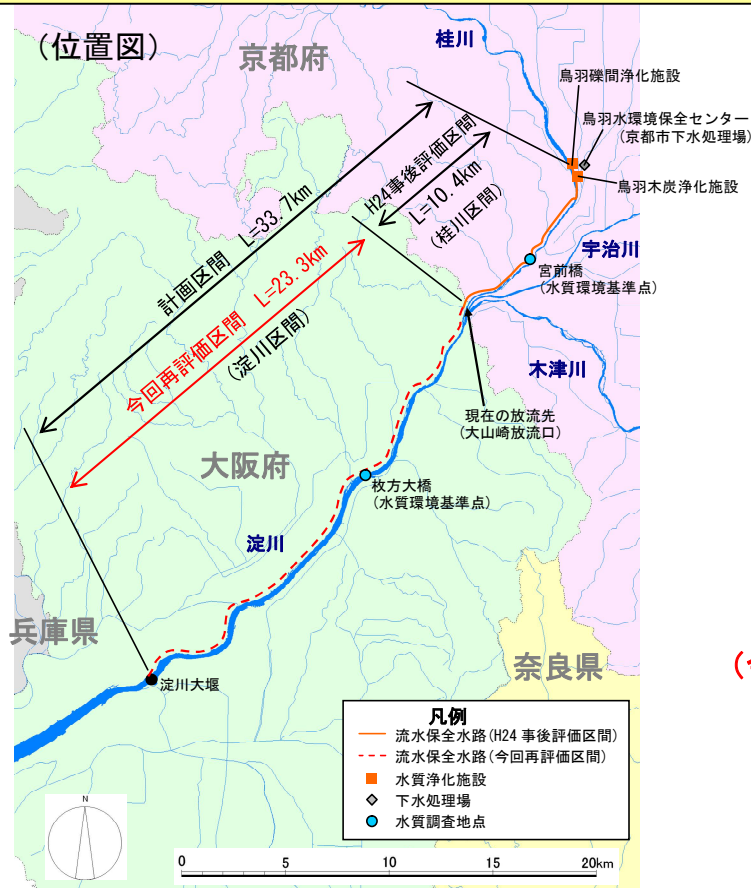 (位置図)
京都府
桂川
鳥羽礫間浄化施設
鳥羽水環境保全センター
(京都市下水処理場)
鳥羽木炭浄化施設
H24事後評価区間
L=10.4km
(桂川区間)
計画区間 L=33.7km
今回再評価区間 L=23.3km
(淀川区間)
宇治川
宮前橋
(水質環境基準点)
木津川
現在の放流先
(大山崎放流口)
大阪府
枚方大橋
(水質環境基準点)
淀川
兵庫県
奈良県
淀川大堰
凡例
流水保全水路(H24 事後評価区間)
流水保全水路(今回再評価区間)
水質浄化施設
下水処理場
水質調査地点
N
0 5 10 15 20km